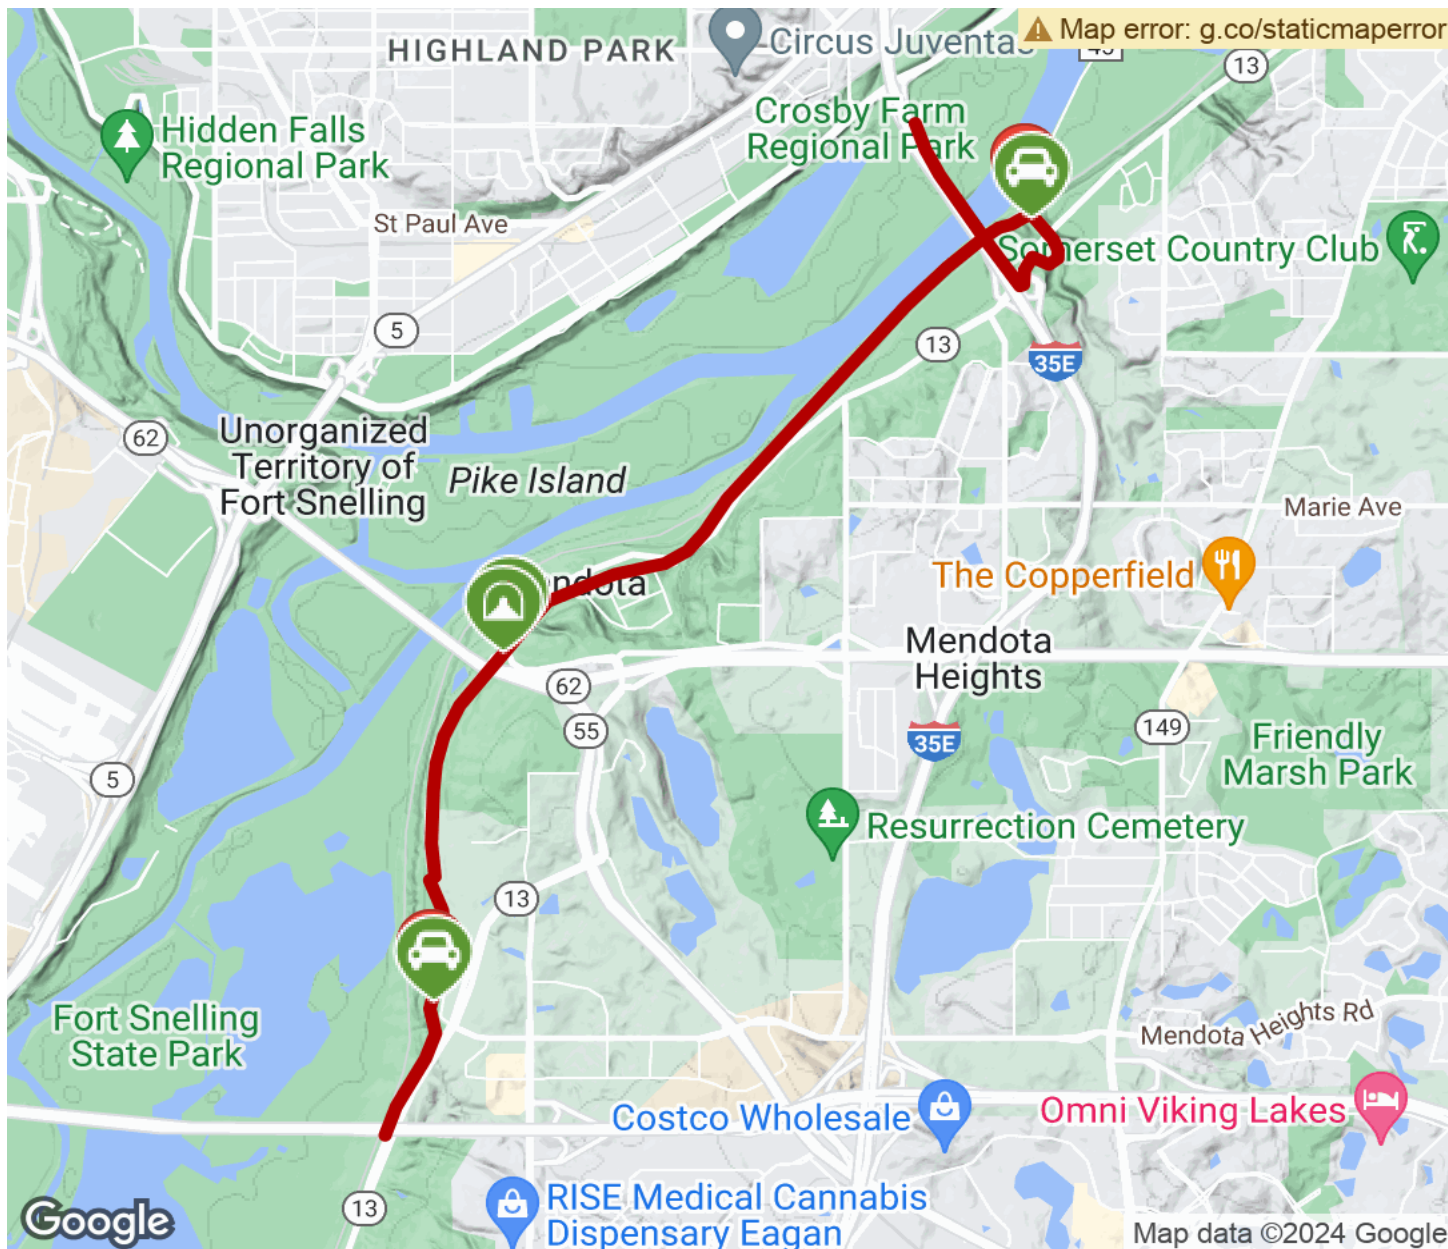 Map error: g.co/staticmaperror
HIGHLAND PARK
Circus Juventas
13
Crosby Farm
Regional Park
Hidden Falls
Regional Park
St Paul Ave
Somerset Country Club
5
13
35E
62
Unorganized
Territory of
Fort Snelling
Pike Island
Marie Ave
The Copperfield
Mendota
Heights
62
55
149
35E
Friendly
Marsh Park
5
Resurrection Cemetery
13
Fort Snelling
State Park
Mendota Heights Rd
Costco Wholesale
Omni Viking Lakes
13
RISE Medical Cannabis
Dispensary Eagan
Google
Map data ©2024 Google